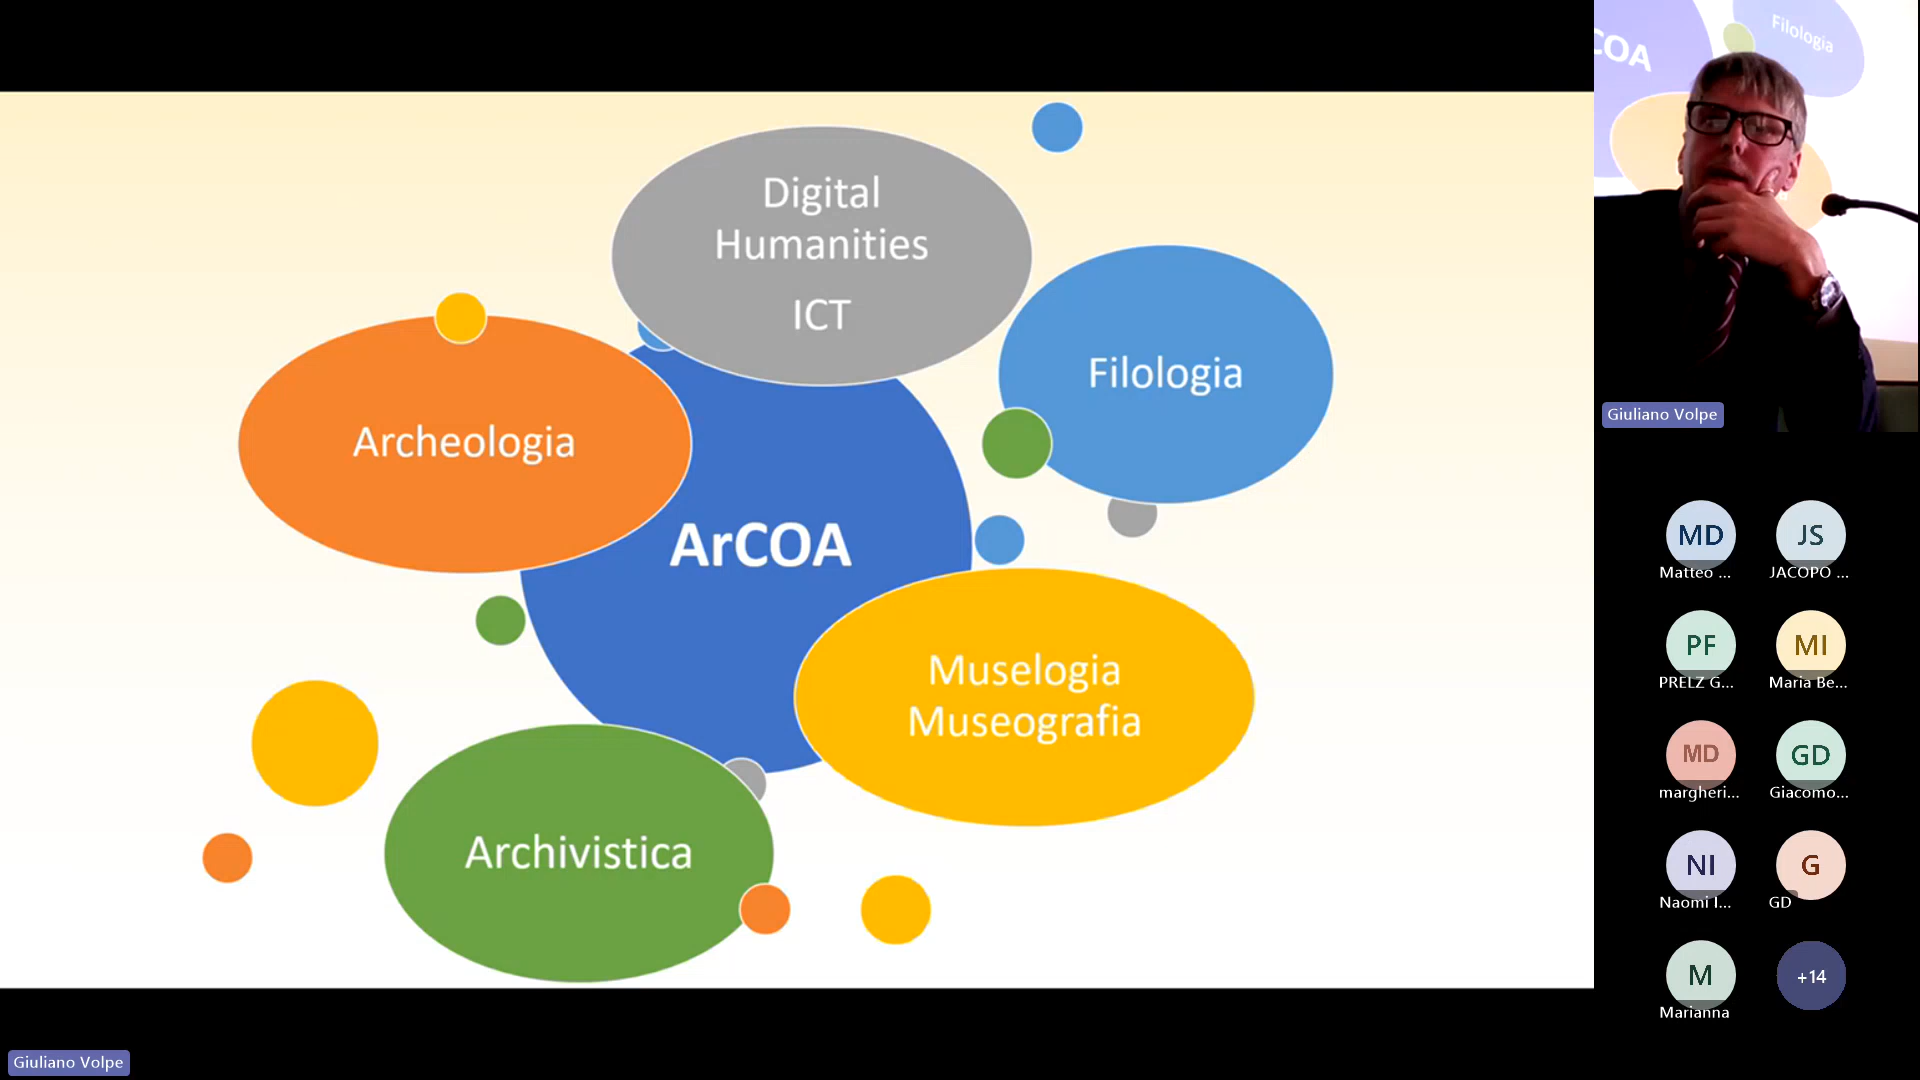 Digital
Humanities
ICT
Filologia
Archeologia
ArCOA
Muselogia
Museografia
Archivistica
Giuliano Volpe
COA
Filologia
Giuliano Volpe
MD
Matteo ...
JS
JACOPO ...
PF
PRELZ G...
MI
Maria Be...
MD
margheri...
GD
Giacomo...
NI
Naomi I...
G
GD
M
Marianna
+14